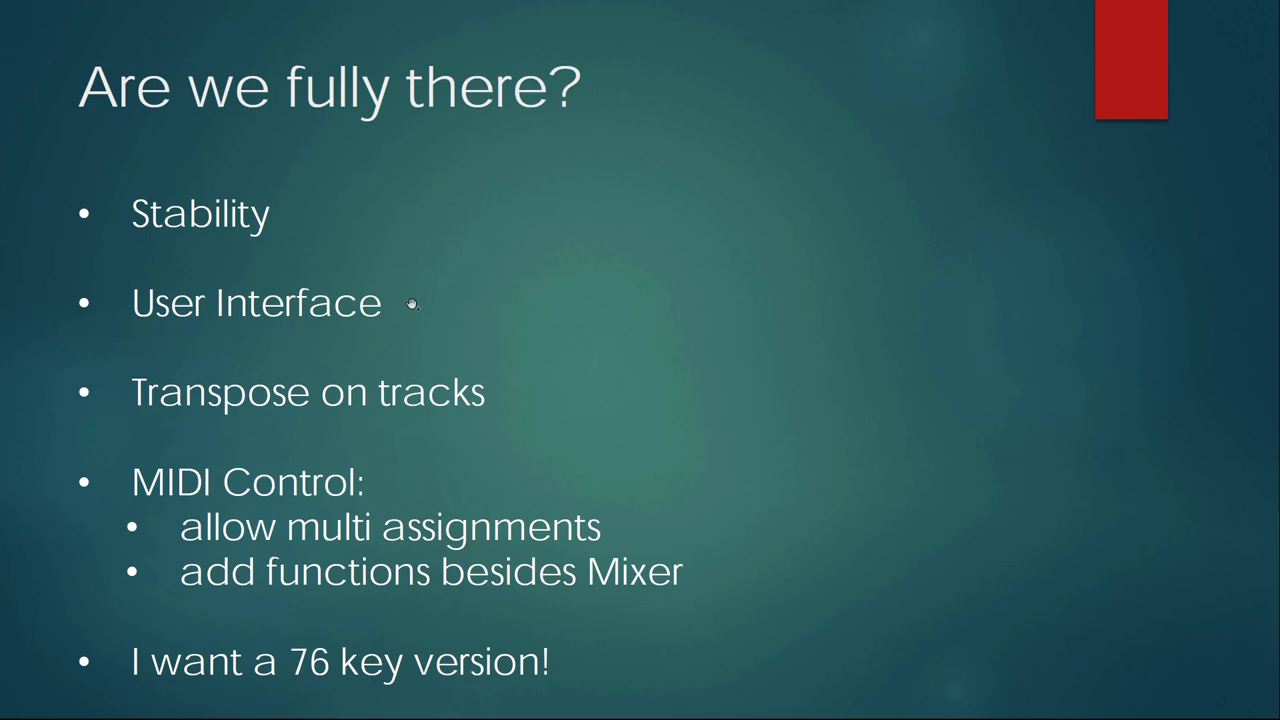 Are we fully there?
• Stability
• User Interface
• Transpose on tracks
• MIDI Control:
• allow multi assignments
• add functions besides Mixer
• I want a 76 key version!